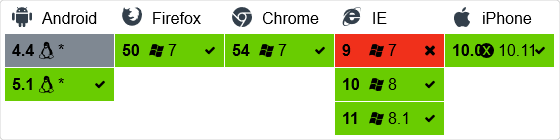 Android Firefox Chrome IE iPhone
4.4 * 50 7 54 7 9 7 10.0 10.11
5.1 * 10 8
11 8.1